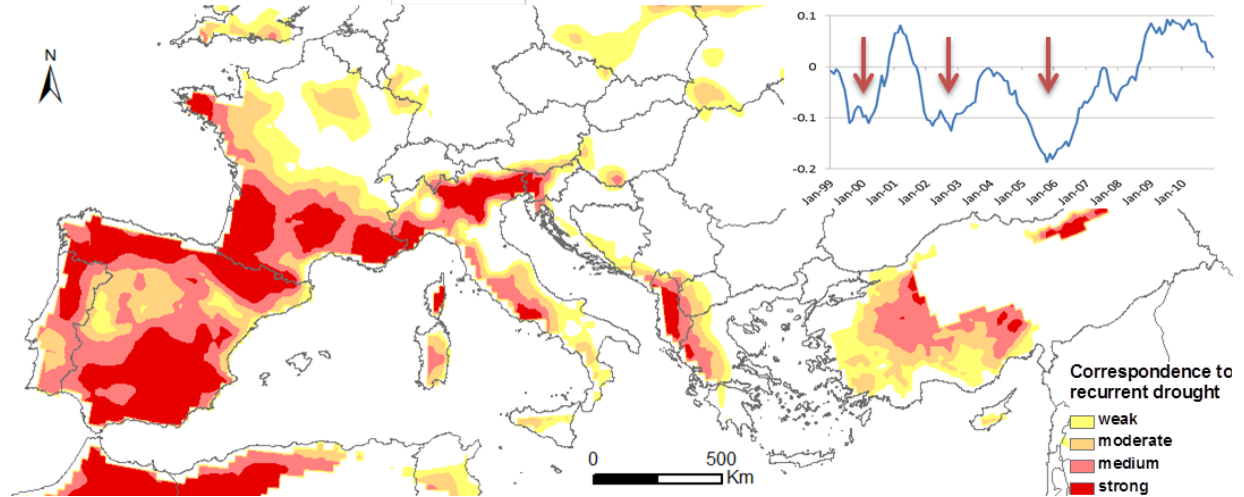 N
0.1
0
-0.1
-0.2
Jan-99
Jan-00
Jan-01
Jan-02
Jan-03
Jan-04
Jan-05
Jan-06
Jan-07
Jan-08
Jan-09
Jan-10
Correspondence to
recurrent drought
weak
moderate
medium
strong
0 500
Km